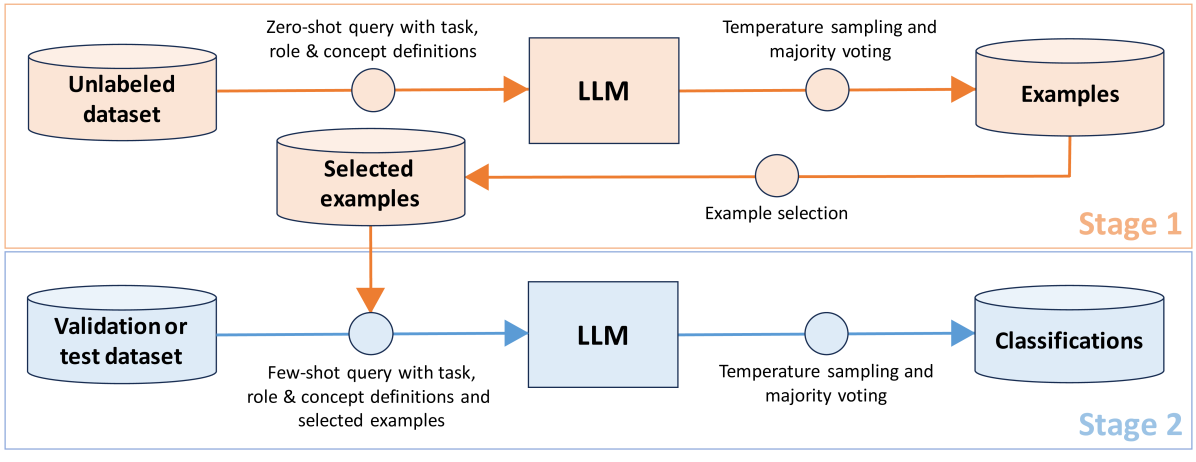 Zero-shot query with task,
role & concept definitions
Temperature sampling and
majority voting
Unlabeled
dataset
LLM
Examples
Selected
examples
Example selection
Stage 1
Validation or
test dataset
LLM
Classifications
Few-shot query with task,
role & concept definitions and
selected examples
Temperature sampling and
majority voting
Stage 2